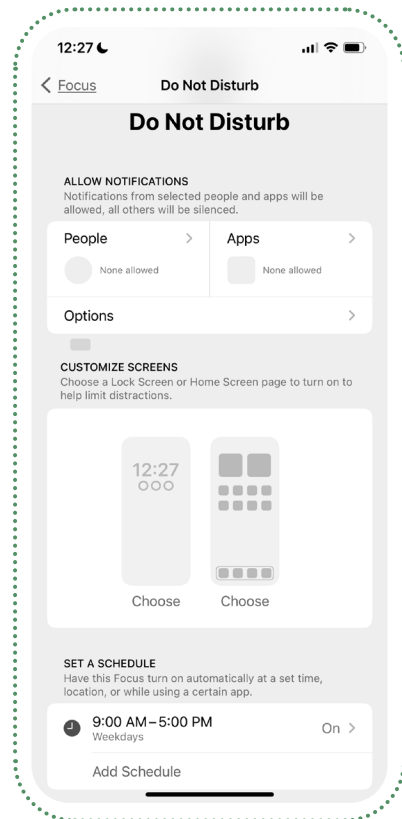 12:27
Focus
Do Not Disturb
Do Not Disturb
ALLOW NOTIFICATIONS
Notifications from selected people and apps will be
allowed, all others will be silenced.
People
Apps
None allowed
None allowed
Options
CUSTOMIZE SCREENS
Choose a Lock Screen or Home Screen page to turn on to
help limit distractions.
12:27
Choose
Choose
SET A SCHEDULE
Have this Focus turn on automatically at a set time,
location, or while using a certain app.
9:00 AM–5:00 PM
On
Weekdays
Add Schedule